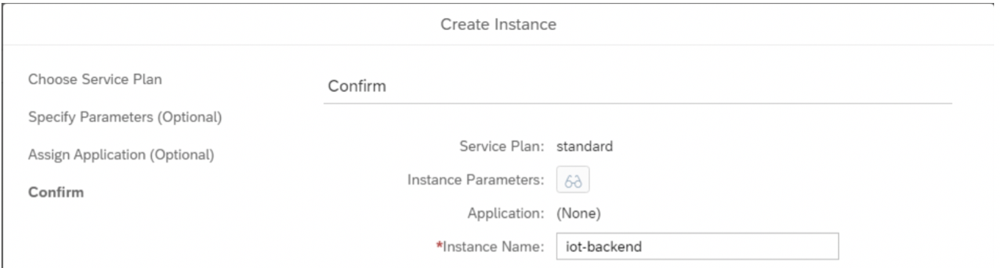 Create Instance
Choose Service Plan
Specify Parameters (Optional)
Assign Application (Optional)
Confirm
Confirm
Service Plan: standard
Instance Parameters:
Application: (None)
*Instance Name: iot-backend